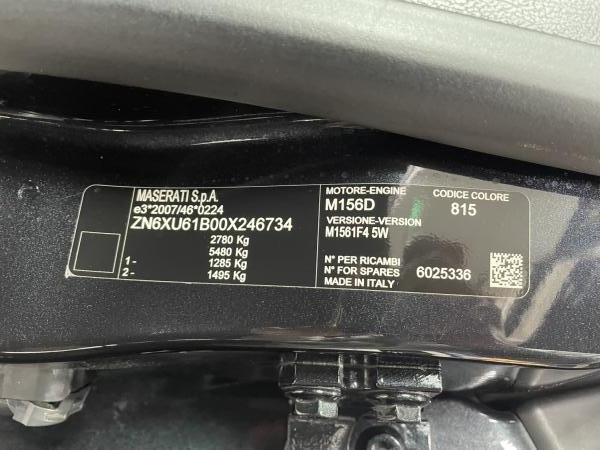 MASERATI S.p.A.
e3*2007/46*0224
ZN6XU61B00X246734
2780 Kg
5480 Kg
1- 1285 Kg
2- 1495 Kg
MOTORE-ENGINE
M156D
VERSIONE-VERSION
M1561F4 5W
CODICE COLORE
815
N° PER RICAMBI
N° FOR SPARES 6025336
MADE IN ITALY